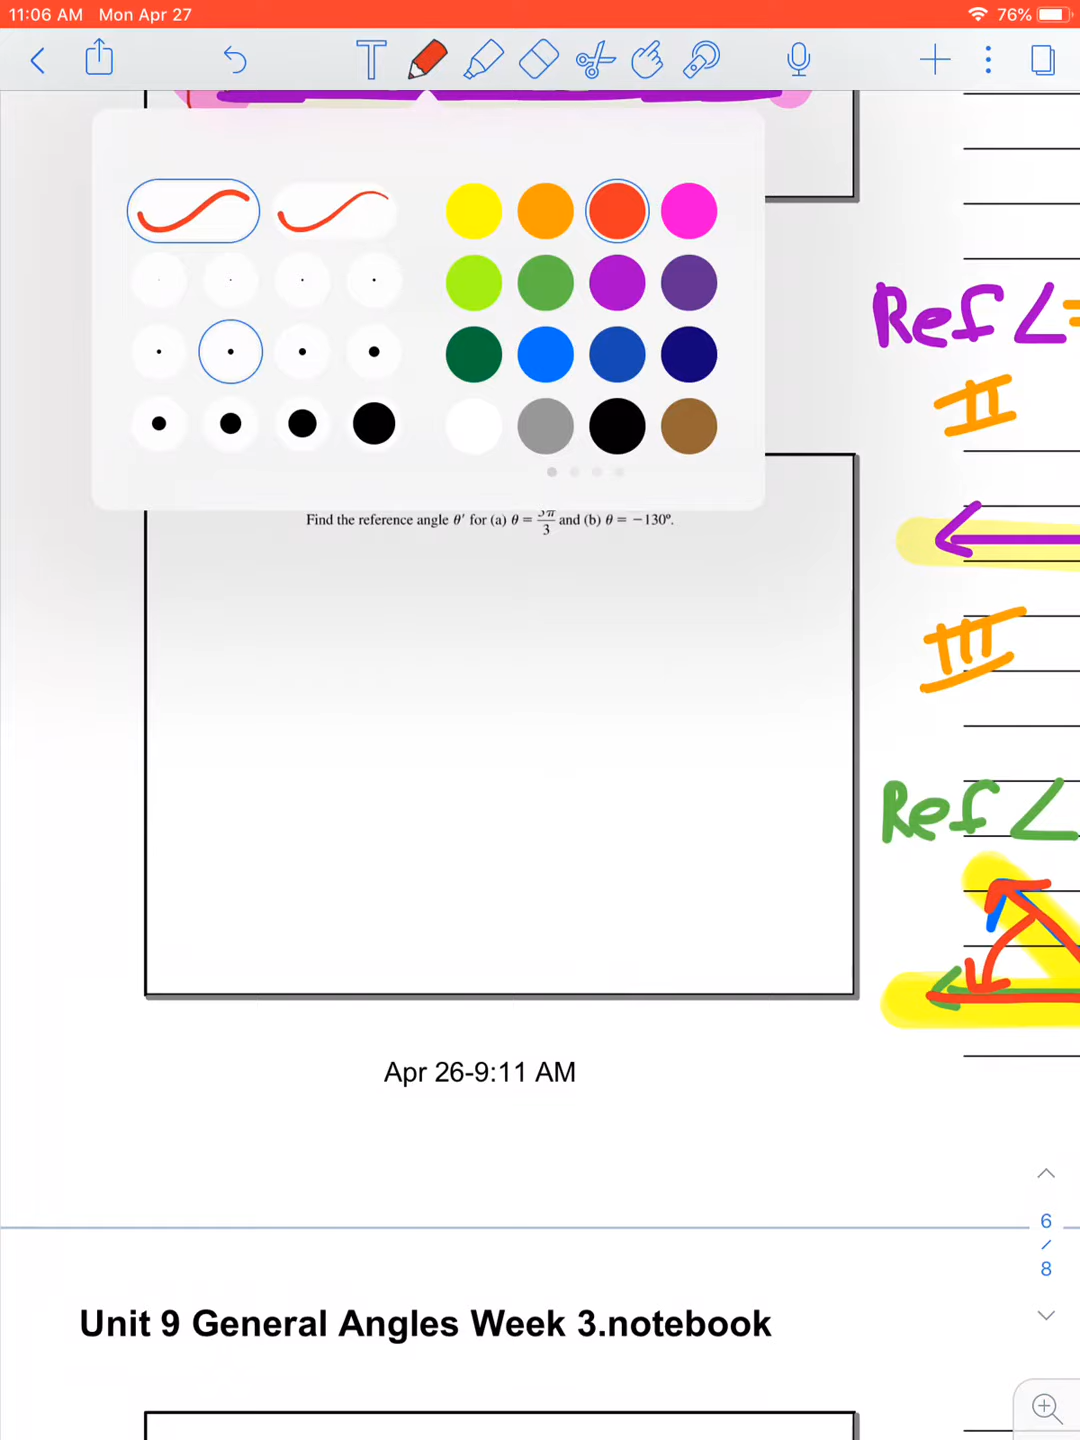 11:06 AM Mon Apr 27 76%
T
Ref ∠=
II
Find the reference angle θ′ for (a) θ = 5π/3 and (b) θ = −130º.
III
Ref ∠
Apr 26-9:11 AM
6
/
8
Unit 9 General Angles Week 3.notebook